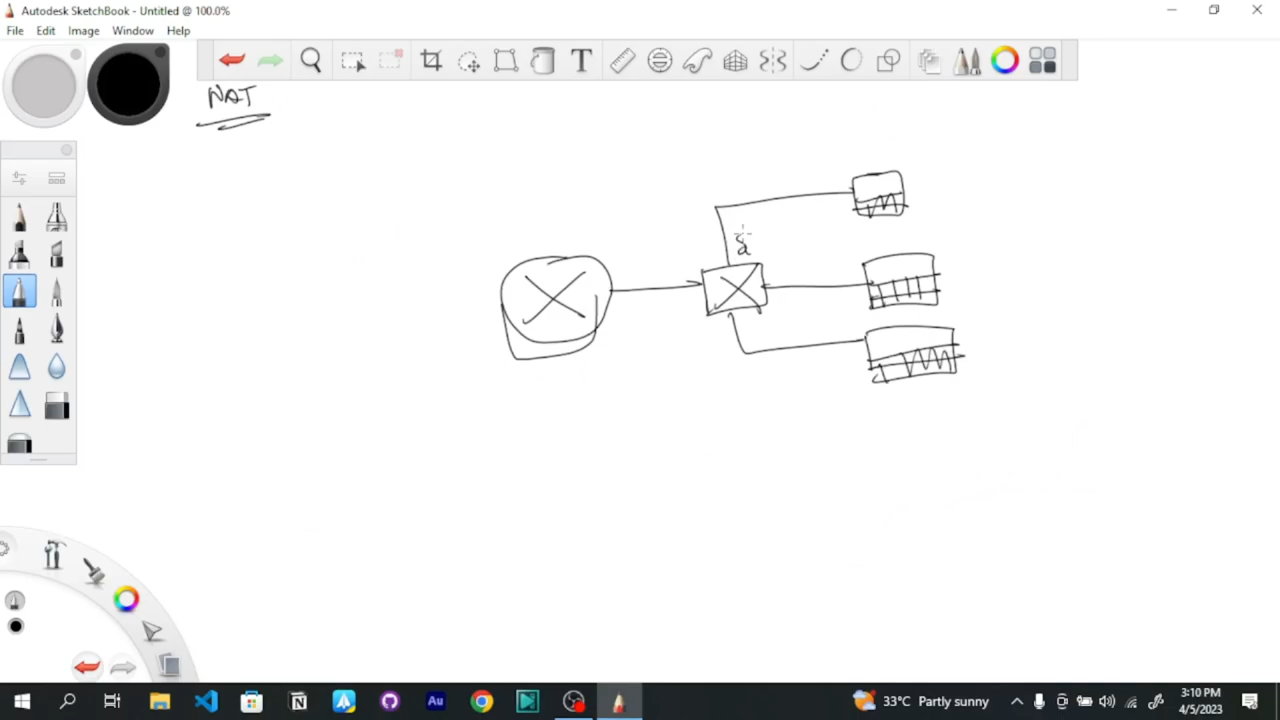 Autodesk SketchBook - Untitled @ 100.0%
File Edit Image Window Help
NAT
33°C Partly sunny
3:10 PM
4/5/2023